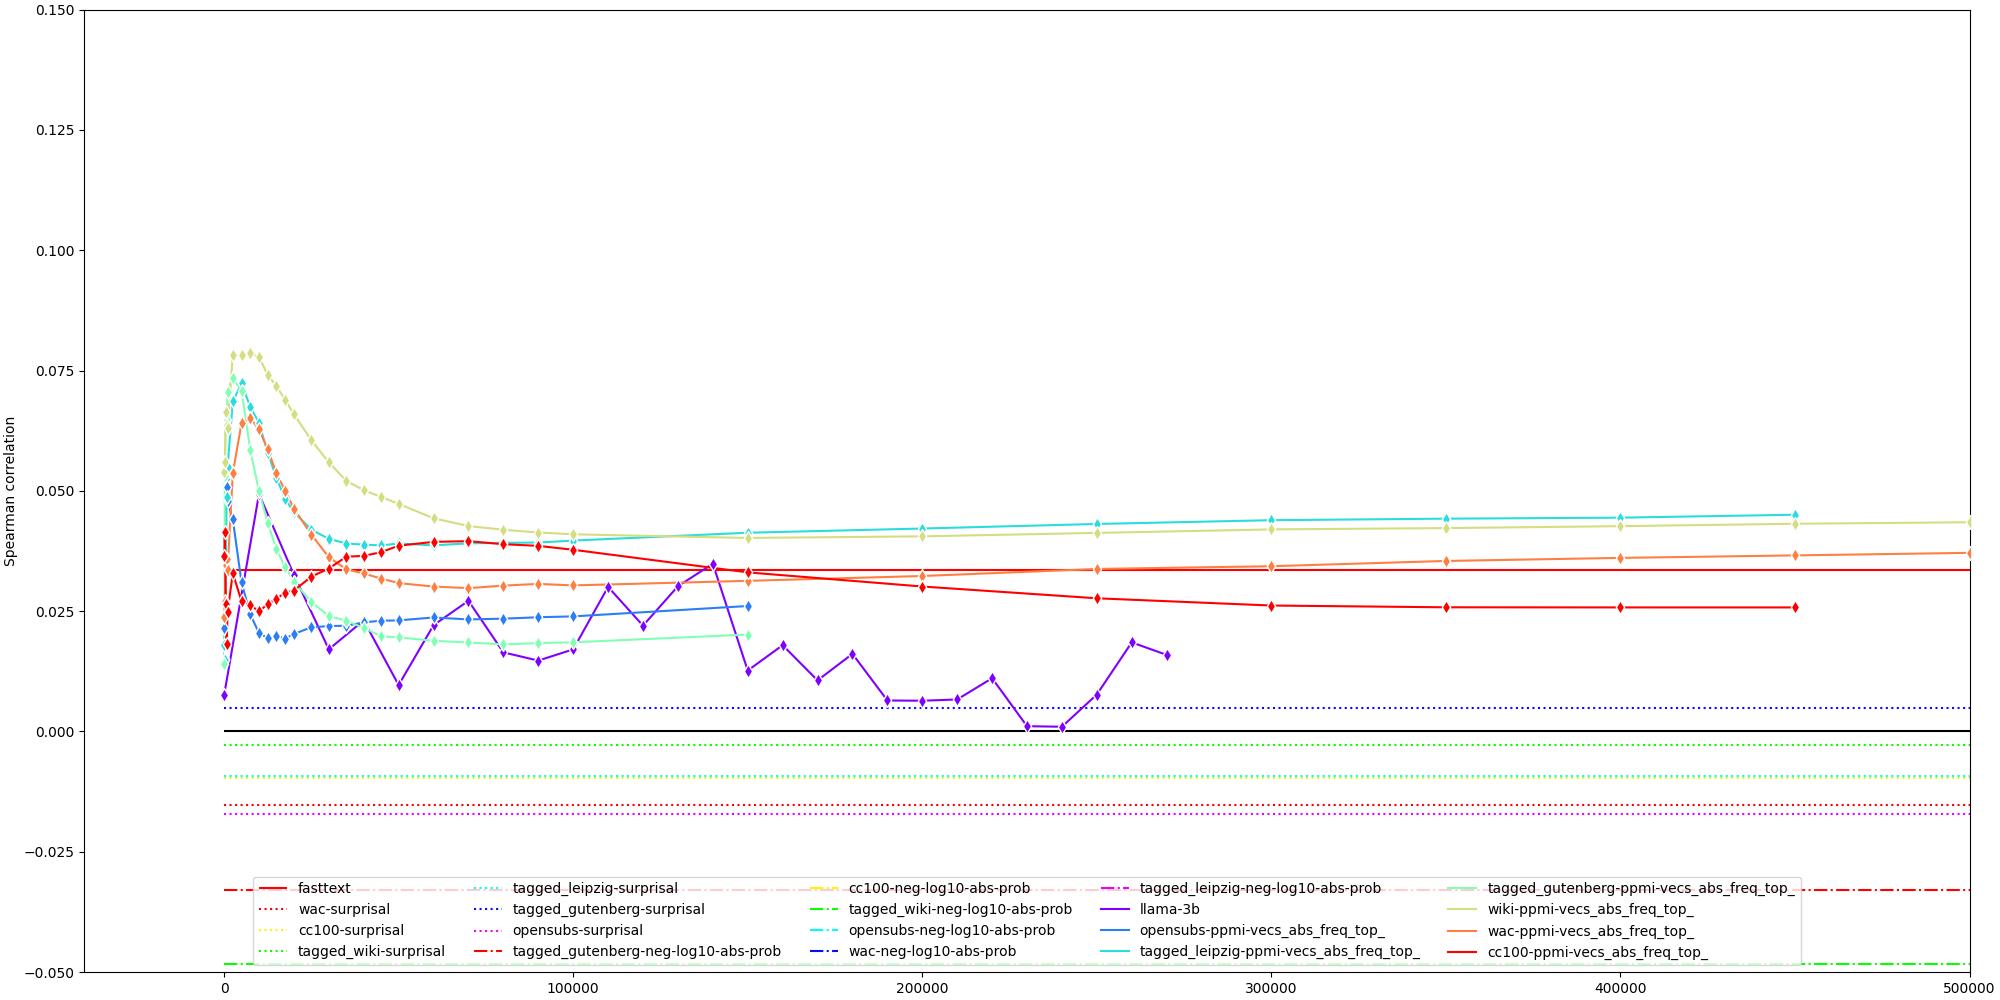 0.150
0.125
0.100
0.075
0.050
0.025
0.000
−0.025
−0.050
Spearman correlation
0
100000
200000
300000
400000
500000
fasttext
wac-surprisal
cc100-surprisal
tagged_wiki-surprisal
tagged_leipzig-surprisal
tagged_gutenberg-surprisal
opensubs-surprisal
tagged_gutenberg-neg-log10-abs-prob
cc100-neg-log10-abs-prob
tagged_wiki-neg-log10-abs-prob
opensubs-neg-log10-abs-prob
wac-neg-log10-abs-prob
tagged_leipzig-neg-log10-abs-prob
llama-3b
opensubs-ppmi-vecs_abs_freq_top_
tagged_leipzig-ppmi-vecs_abs_freq_top_
tagged_gutenberg-ppmi-vecs_abs_freq_top_
wiki-ppmi-vecs_abs_freq_top_
wac-ppmi-vecs_abs_freq_top_
cc100-ppmi-vecs_abs_freq_top_